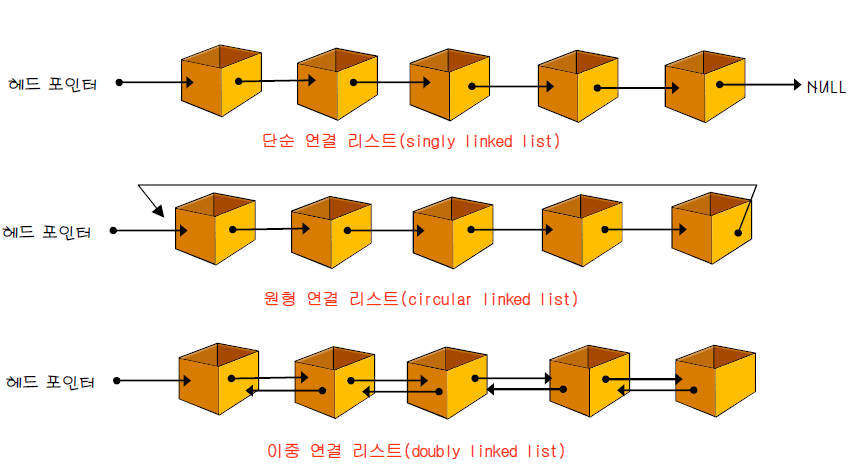 헤드 포인터
NULL
단순 연결 리스트(singly linked list)
헤드 포인터
원형 연결 리스트(circular linked list)
헤드 포인터
이중 연결 리스트(doubly linked list)